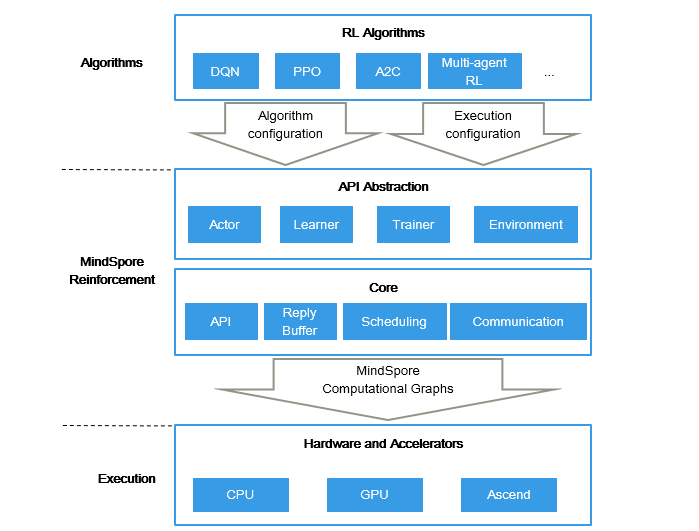 RL Algorithms
Algorithms
DQN
PPO
A2C
Multi-agent
RL
...
Algorithm
configuration
Execution
configuration
API Abstraction
Actor
Learner
Trainer
Environment
MindSpore
Reinforcement
Core
API
Reply
Buffer
Scheduling
Communication
MindSpore
Computational Graphs
Hardware and Accelerators
Execution
CPU
GPU
Ascend